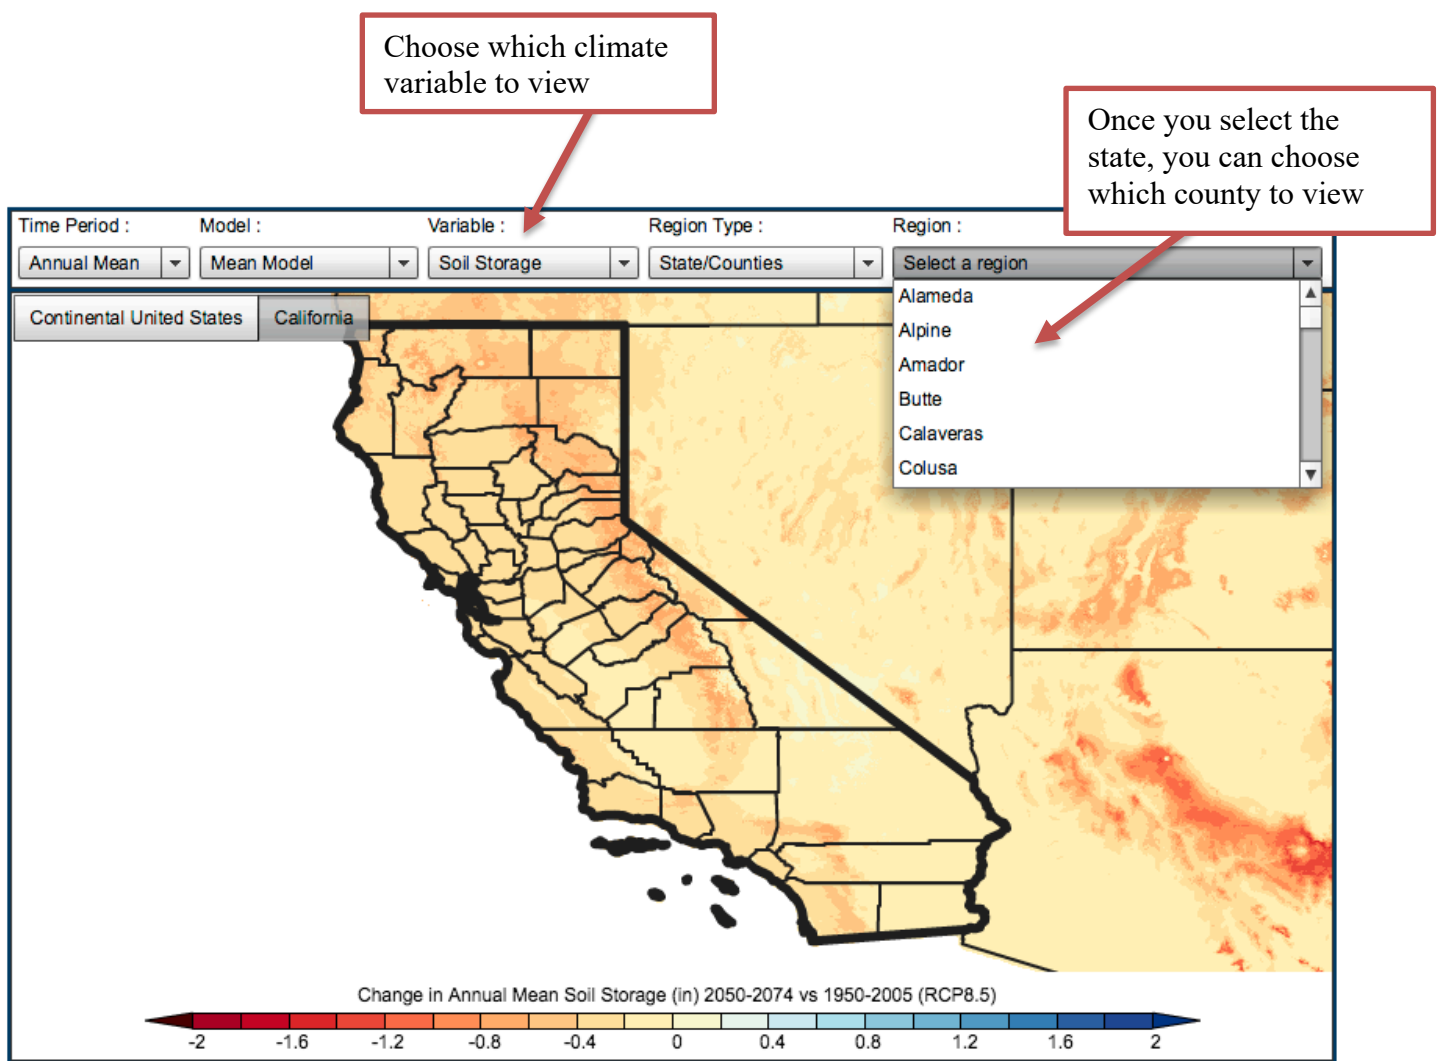 Choose which climate
variable to view
Once you select the
state, you can choose
which county to view
Time Period : Model : Variable : Region Type : Region :
Annual Mean Mean Model Soil Storage State/Counties Select a region
Continental United States California
Alameda
Alpine
Amador
Butte
Calaveras
Colusa
Change in Annual Mean Soil Storage (in) 2050-2074 vs 1950-2005 (RCP8.5)
-2 -1.6 -1.2 -0.8 -0.4 0 0.4 0.8 1.2 1.6 2